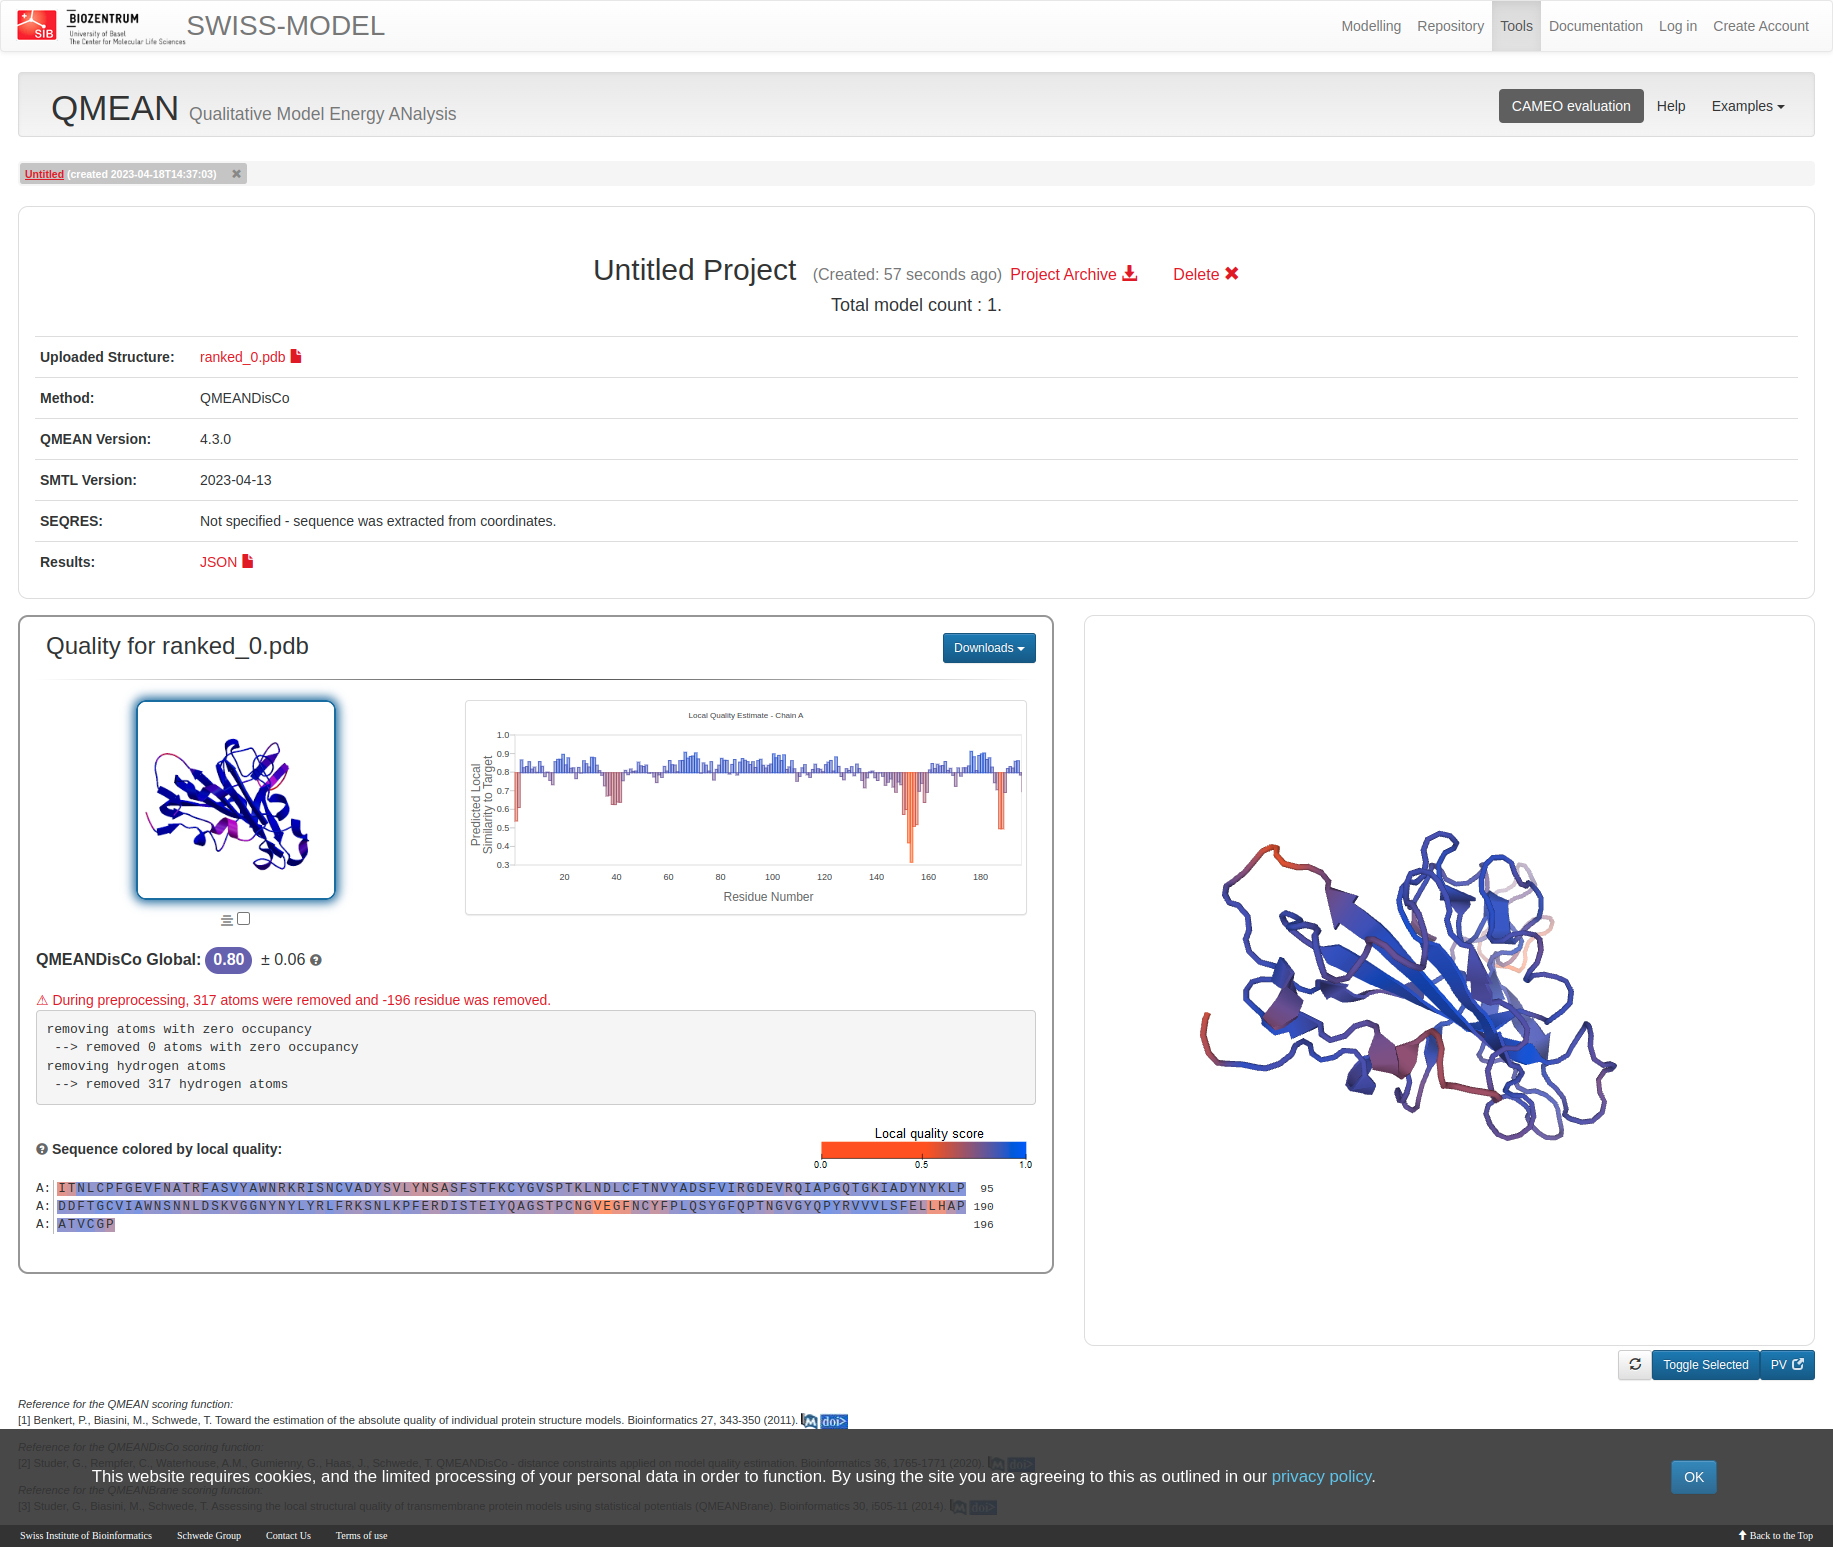 SIB
BIOZENTRUM
University of Basel
The Center for Molecular Life Sciences
SWISS-MODEL
Modelling Repository Tools Documentation Log in Create Account
QMEAN Qualitative Model Energy ANalysis
CAMEO evaluation Help Examples
Untitled (created 2023-04-18T14:37:03)
Untitled Project (Created: 57 seconds ago) Project Archive Delete
Total model count : 1.
Uploaded Structure: ranked_0.pdb
Method: QMEANDisCo
QMEAN Version: 4.3.0
SMTL Version: 2023-04-13
SEQRES: Not specified - sequence was extracted from coordinates.
Results: JSON
Quality for ranked_0.pdb
Downloads
Local Quality Estimate - Chain A
Predicted Local
Similarity to Target
1.0
0.9
0.8
0.7
0.6
0.5
0.4
0.3
20 40 60 80 100 120 140 160 180
Residue Number
QMEANDisCo Global: 0.80 ± 0.06
⚠ During preprocessing, 317 atoms were removed and -196 residue was removed.
removing atoms with zero occupancy
--> removed 0 atoms with zero occupancy
removing hydrogen atoms
--> removed 317 hydrogen atoms
Sequence colored by local quality:
Local quality score
0.0 0.5 1.0
A: ITNLCPFGEVFNATRFASVYAWNRKRISNCVADYSVLYNSASFSTFKCYGVSPTKLNDLCFTNVYADSFVIRGDEVRQIAPGQTGKIADYNYKLP 95
A: DDFTGCVIAWNSNNLDSKVGGNYNYLYRLFRKSNLKPFERDISTEIYQAGSTPCNGVEGFNCYFPLQSYGFQPTNGVGYQPYRVVVLSFELLHAP 190
A: ATVCGP 196
Toggle Selected PV
Reference for the QMEAN scoring function:
[1] Benkert, P., Biasini, M., Schwede, T. Toward the estimation of the absolute quality of individual protein structure models. Bioinformatics 27, 343-350 (2011). M doi>
Reference for the QMEANDisCo scoring function:
[2] Studer, G., Rempfer, C., Waterhouse, A.M., Gumienny, G., Haas, J., Schwede, T. QMEANDisCo - distance constraints applied on model quality estimation. Bioinformatics 36, 1765-1771 (2020). M doi>
This website requires cookies, and the limited processing of your personal data in order to function. By using the site you are agreeing to this as outlined in our privacy policy.
OK
Reference for the QMEANBrane scoring function:
[3] Studer, G., Biasini, M., Schwede, T. Assessing the local structural quality of transmembrane protein models using statistical potentials (QMEANBrane). Bioinformatics 30, i505-11 (2014). M doi>
Swiss Institute of Bioinformatics Schwede Group Contact Us Terms of use Back to the Top